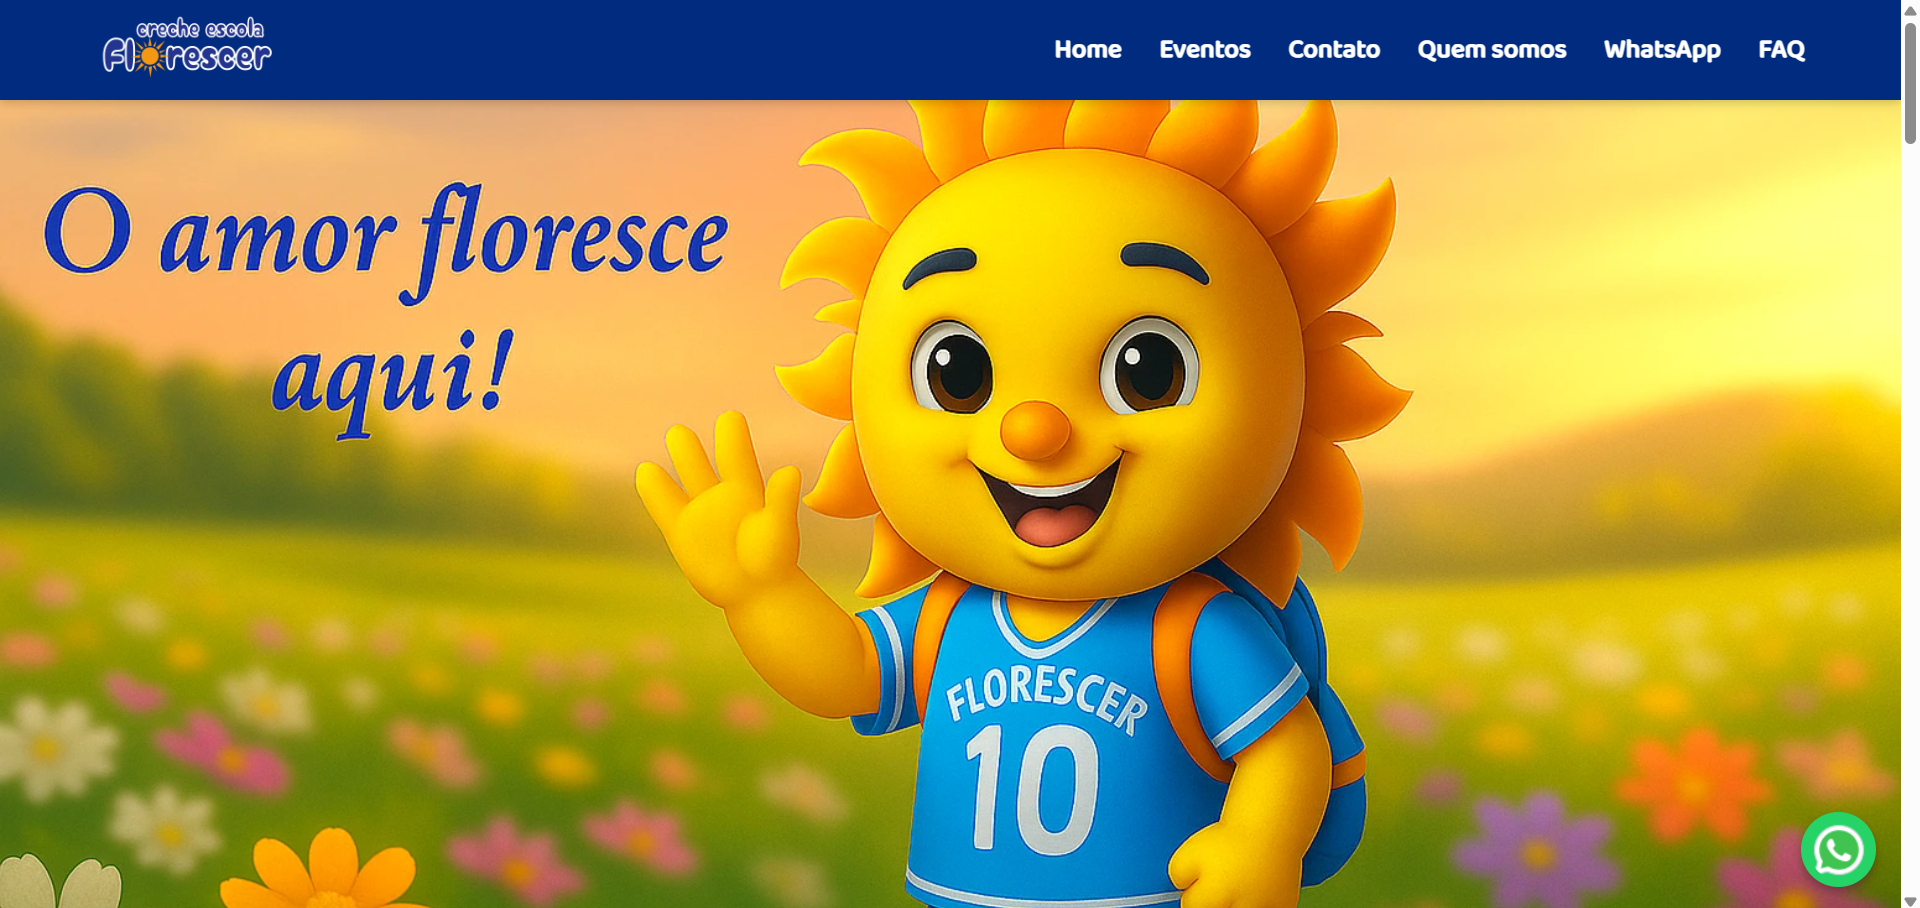 creche escola
Florescer
Home Eventos Contato Quem somos WhatsApp FAQ
O amor floresce
aqui!
FLORESCER
10